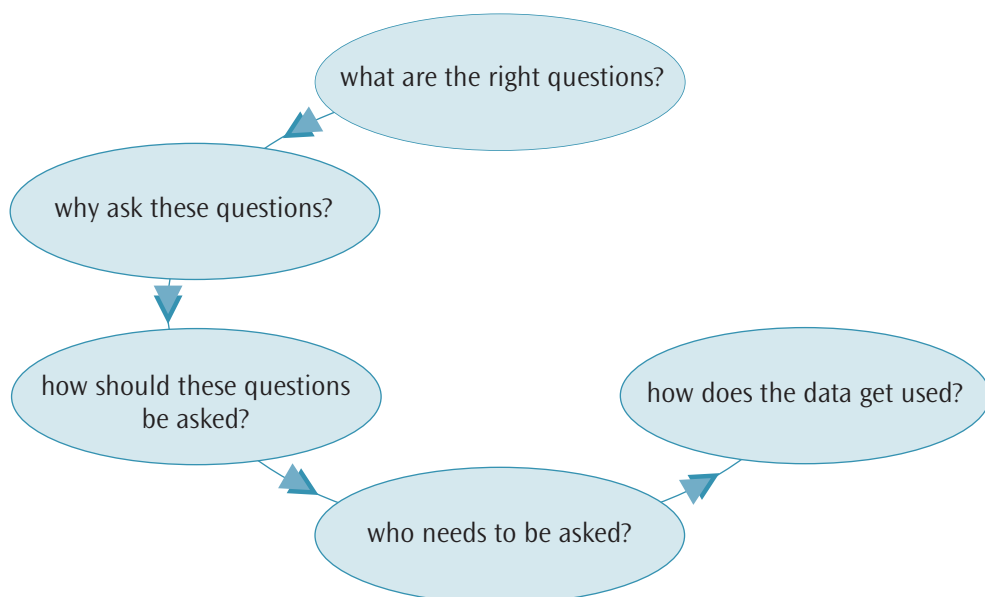 what are the right questions?
why ask these questions?
how should these questions
be asked?
who needs to be asked?
how does the data get used?